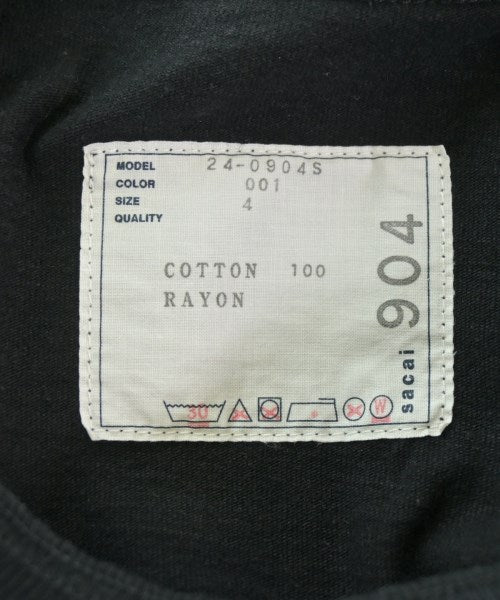 MODEL 24-0904S
COLOR 001
SIZE 4
QUALITY
COTTON 100
RAYON
30
W
sacai 904